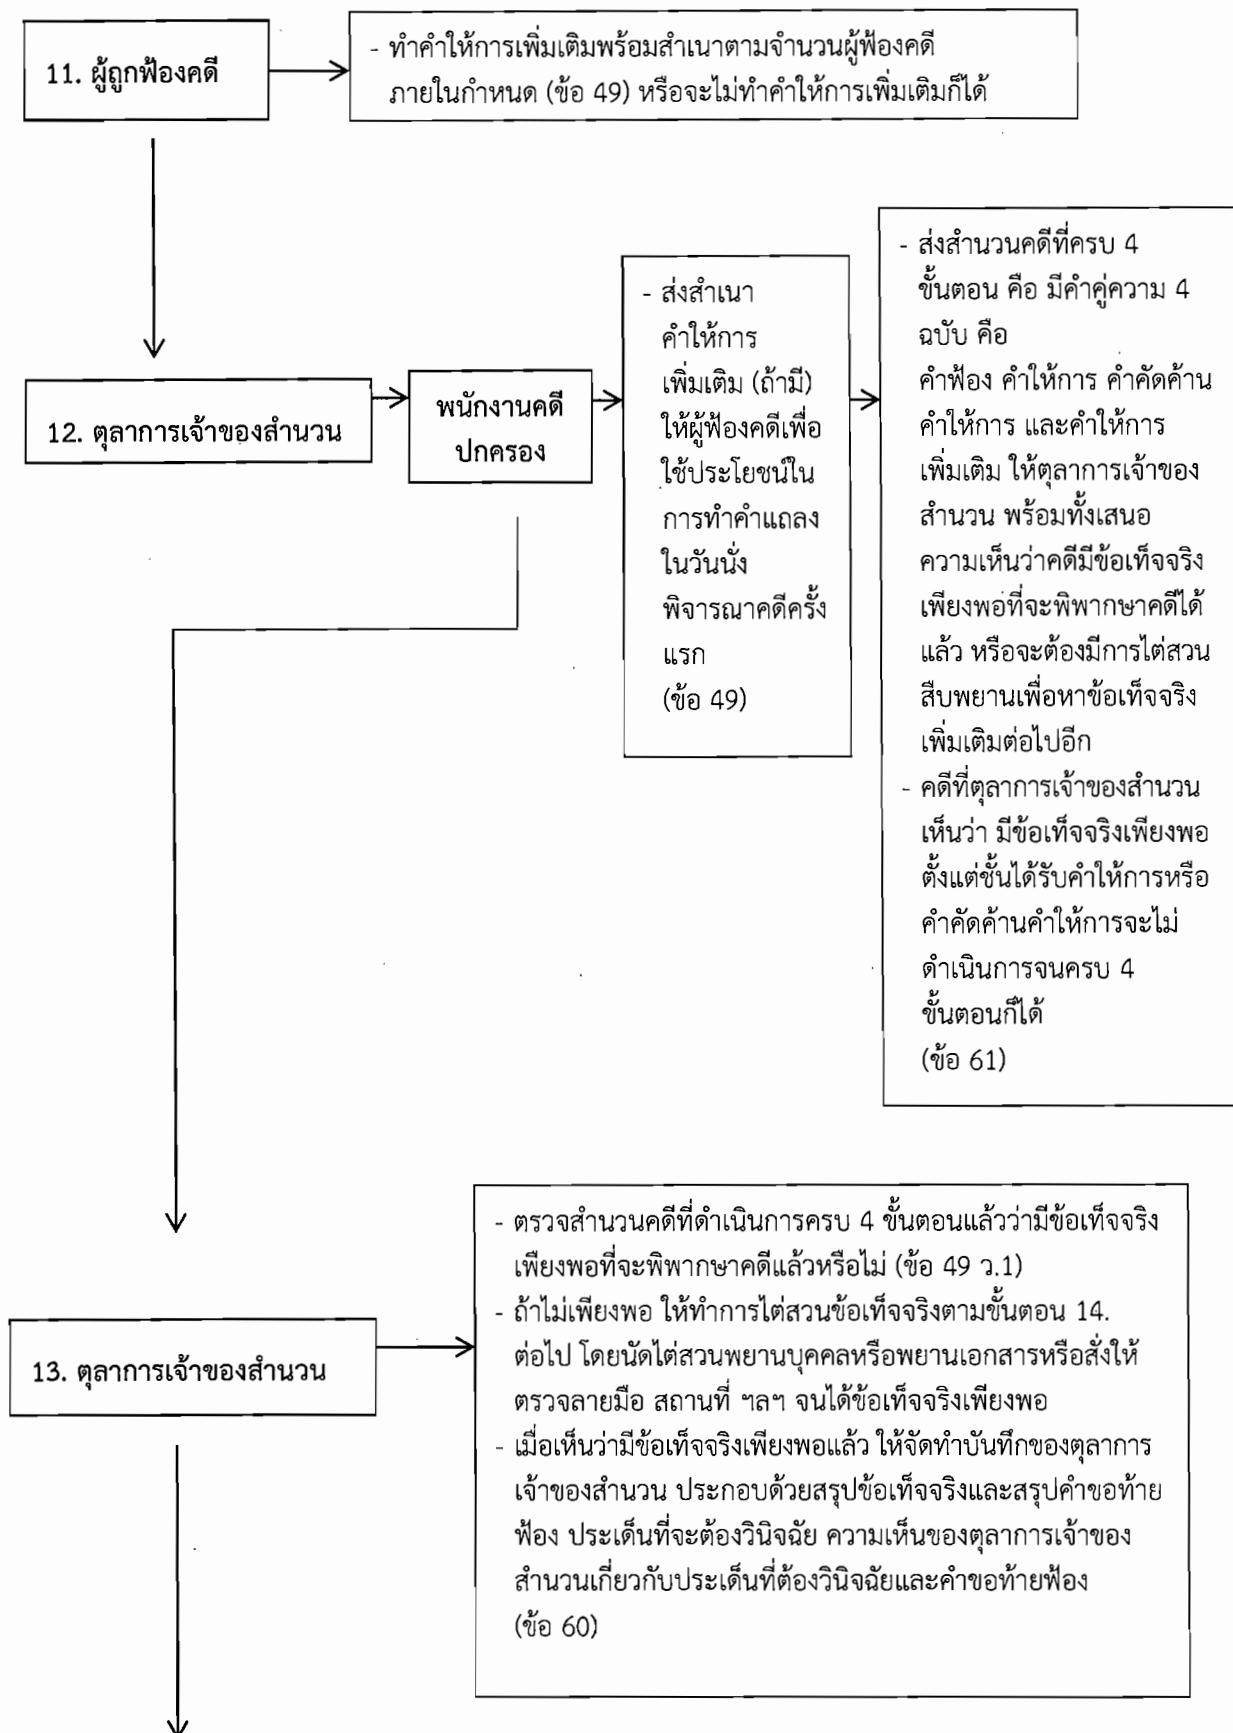 11. ผู้ถูกฟ้องคดี
- ทำคำให้การเพิ่มเติมพร้อมสำเนาตามจำนวนผู้ฟ้องคดี
ภายในกำหนด (ข้อ 49) หรือจะไม่ทำคำให้การเพิ่มเติมก็ได้
12. ตุลาการเจ้าของสำนวน
พนักงานคดี
ปกครอง
- ส่งสำเนา
คำให้การ
เพิ่มเติม (ถ้ามี)
ให้ผู้ฟ้องคดีเพื่อ
ใช้ประโยชน์ใน
การทำคำแถลง
ในวันนั่ง
พิจารณาคดีครั้ง
แรก
(ข้อ 49)
- ส่งสำนวนคดีที่ครบ 4
ขั้นตอน คือ มีคำคู่ความ 4
ฉบับ คือ
คำฟ้อง คำให้การ คำคัดค้าน
คำให้การ และคำให้การ
เพิ่มเติม ให้ตุลาการเจ้าของ
สำนวน พร้อมทั้งเสนอ
ความเห็นว่าคดีมีข้อเท็จจริง
เพียงพอที่จะพิพากษาคดีได้
แล้ว หรือจะต้องมีการไต่สวน
สืบพยานเพื่อหาข้อเท็จจริง
เพิ่มเติมต่อไปอีก
- คดีที่ตุลาการเจ้าของสำนวน
เห็นว่า มีข้อเท็จจริงเพียงพอ
ตั้งแต่ชั้นได้รับคำให้การหรือ
คำคัดค้านคำให้การจะไม่
ดำเนินการจนครบ 4
ขั้นตอนก็ได้
(ข้อ 61)
13. ตุลาการเจ้าของสำนวน
- ตรวจสำนวนคดีที่ดำเนินการครบ 4 ขั้นตอนแล้วว่ามีข้อเท็จจริง
เพียงพอที่จะพิพากษาคดีแล้วหรือไม่ (ข้อ 49 ว.1)
- ถ้าไม่เพียงพอ ให้ทำการไต่สวนข้อเท็จจริงตามขั้นตอน 14.
ต่อไป โดยนัดไต่สวนพยานบุคคลหรือพยานเอกสารหรือสั่งให้
ตรวจลายมือ สถานที่ ฯลฯ จนได้ข้อเท็จจริงเพียงพอ
- เมื่อเห็นว่ามีข้อเท็จจริงเพียงพอแล้ว ให้จัดทำบันทึกของตุลาการ
เจ้าของสำนวน ประกอบด้วยสรุปข้อเท็จจริงและสรุปคำขอท้าย
ฟ้อง ประเด็นที่จะต้องวินิจฉัย ความเห็นของตุลาการเจ้าของ
สำนวนเกี่ยวกับประเด็นที่ต้องวินิจฉัยและคำขอท้ายฟ้อง
(ข้อ 60)